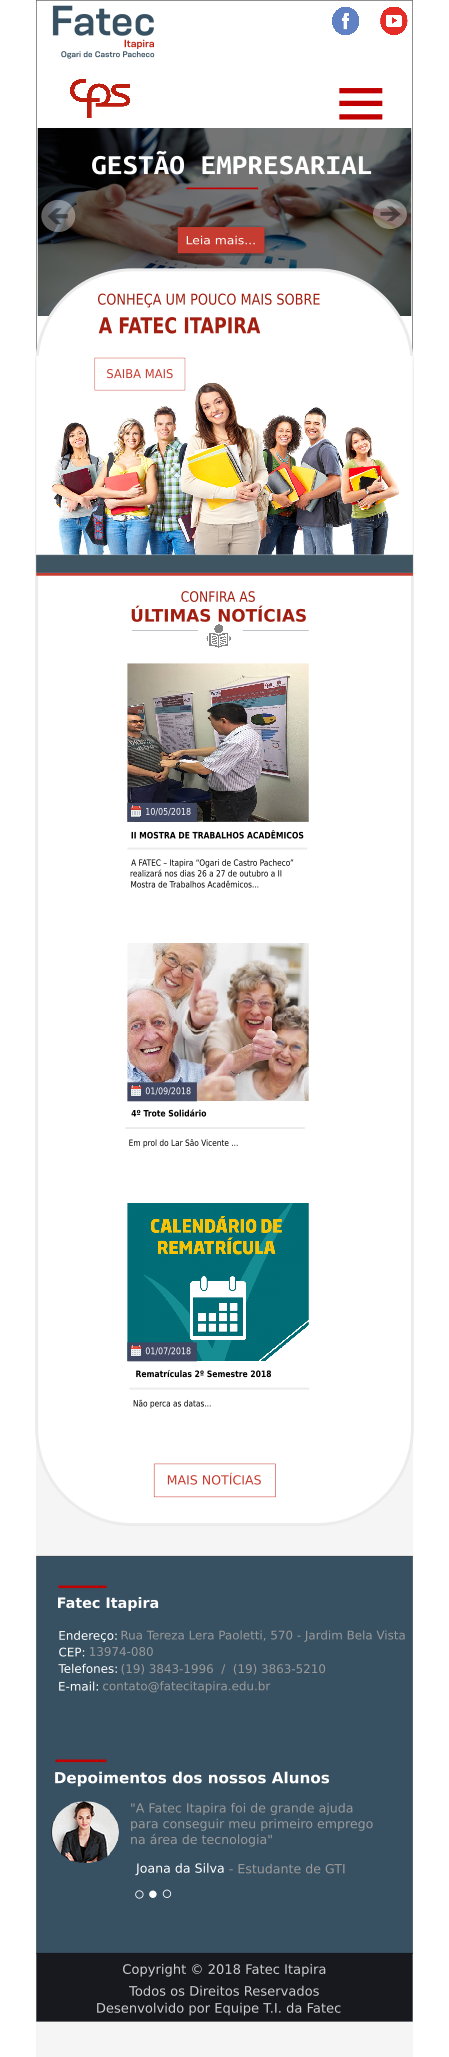 Fatec
Itapira
Ogari de Castro Pacheco
cps
GESTÃO EMPRESARIAL
Leia mais...
CONHEÇA UM POUCO MAIS SOBRE
A FATEC ITAPIRA
SAIBA MAIS
CONFIRA AS
ÚLTIMAS NOTÍCIAS
10/05/2018
II MOSTRA DE TRABALHOS ACADÊMICOS
A FATEC – Itapira "Ogari de Castro Pacheco"
realizará nos dias 26 a 27 de outubro a II
Mostra de Trabalhos Acadêmicos...
01/09/2018
4º Trote Solidário
Em prol do Lar São Vicente ...
CALENDÁRIO DE
REMATRÍCULA
01/07/2018
Rematrículas 2º Semestre 2018
Não perca as datas...
MAIS NOTÍCIAS
Fatec Itapira
Endereço: Rua Tereza Lera Paoletti, 570 - Jardim Bela Vista
CEP: 13974-080
Telefones: (19) 3843-1996 / (19) 3863-5210
E-mail: contato@fatecitapira.edu.br
Depoimentos dos nossos Alunos
"A Fatec Itapira foi de grande ajuda
para conseguir meu primeiro emprego
na área de tecnologia"
Joana da Silva - Estudante de GTI
Copyright © 2018 Fatec Itapira
Todos os Direitos Reservados
Desenvolvido por Equipe T.I. da Fatec